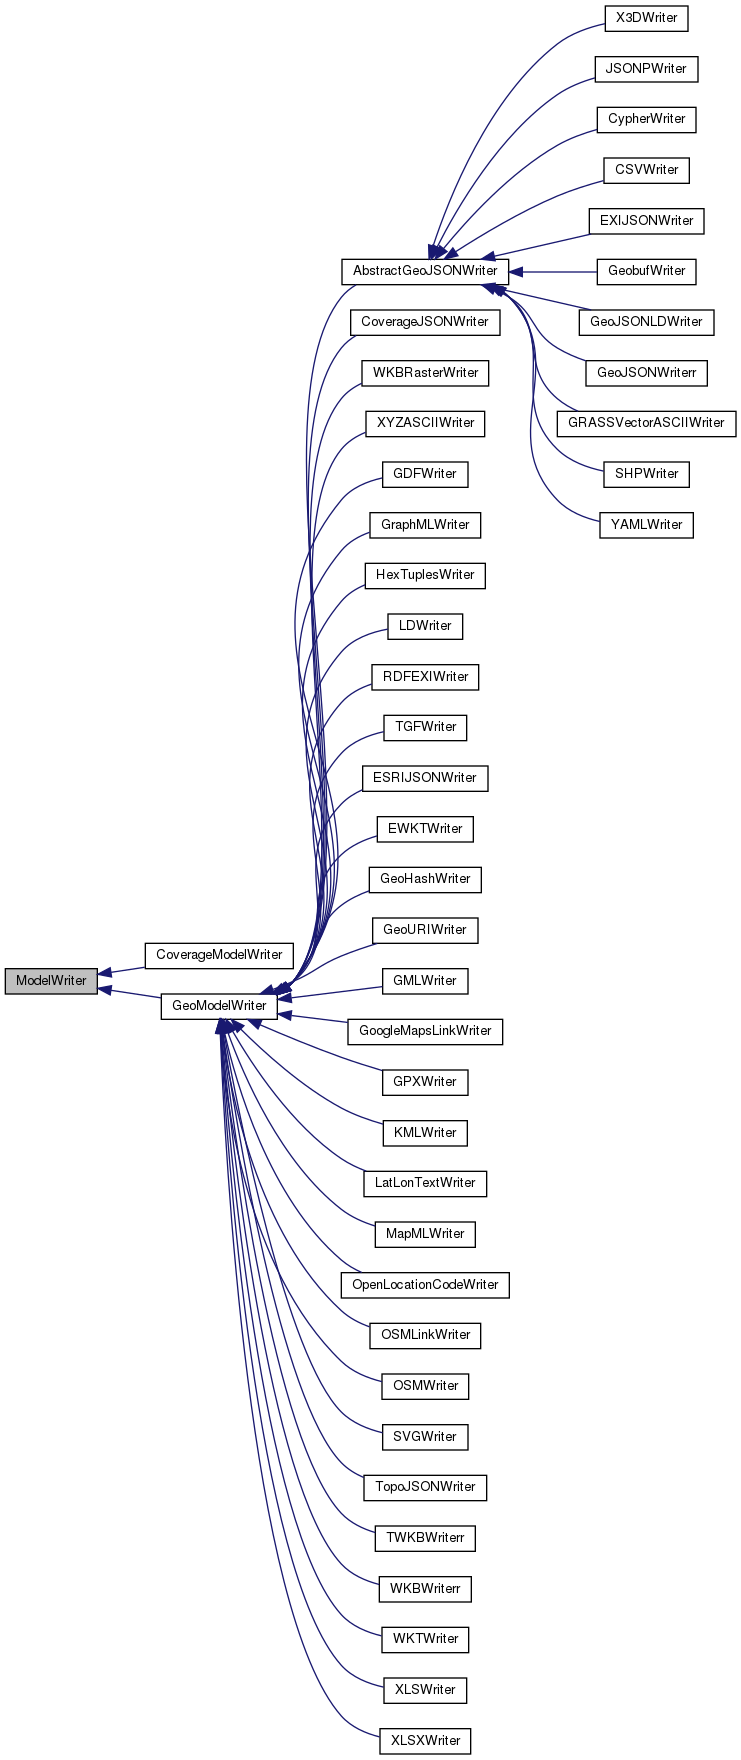 X3DWriter
JSONPWriter
CypherWriter
CSVWriter
EXIJSONWriter
AbstractGeoJSONWriter
GeobufWriter
CoverageJSONWriter
GeoJSONLDWriter
WKBRasterWriter
GeoJSONWriterr
XYZASCIIWriter
GRASSVectorASCIIWriter
GDFWriter
SHPWriter
GraphMLWriter
YAMLWriter
HexTuplesWriter
LDWriter
RDFEXIWriter
TGFWriter
ESRIJSONWriter
EWKTWriter
GeoHashWriter
GeoURIWriter
CoverageModelWriter
ModelWriter
GMLWriter
GeoModelWriter
GoogleMapsLinkWriter
GPXWriter
KMLWriter
LatLonTextWriter
MapMLWriter
OpenLocationCodeWriter
OSMLinkWriter
OSMWriter
SVGWriter
TopoJSONWriter
TWKBWriterr
WKBWriterr
WKTWriter
XLSWriter
XLSXWriter